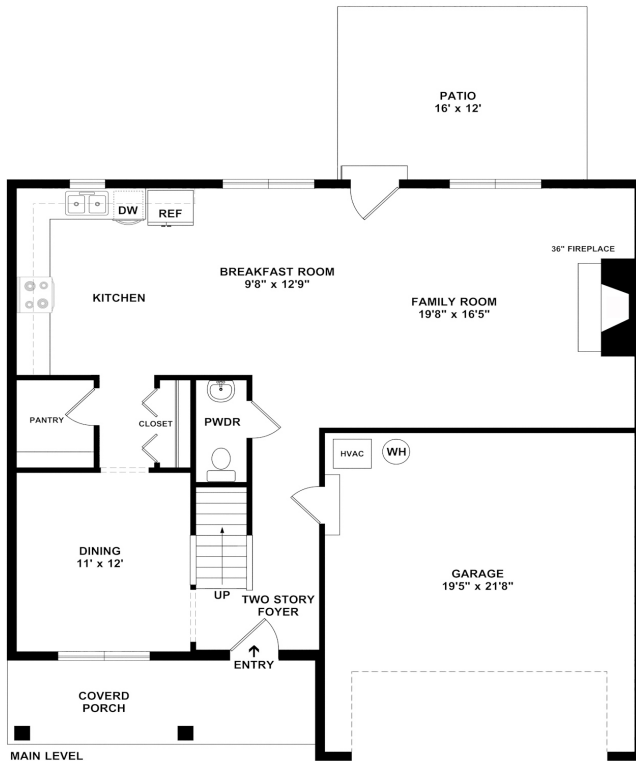 PATIO
16' x 12'
DW
REF
36" FIREPLACE
BREAKFAST ROOM
9'8" x 12'9"
KITCHEN
FAMILY ROOM
19'8" x 16'5"
PANTRY
CLOSET
PWDR
HVAC
WH
DINING
11' x 12'
GARAGE
19'5" x 21'8"
UP
TWO STORY
FOYER
ENTRY
COVERD
PORCH
MAIN LEVEL